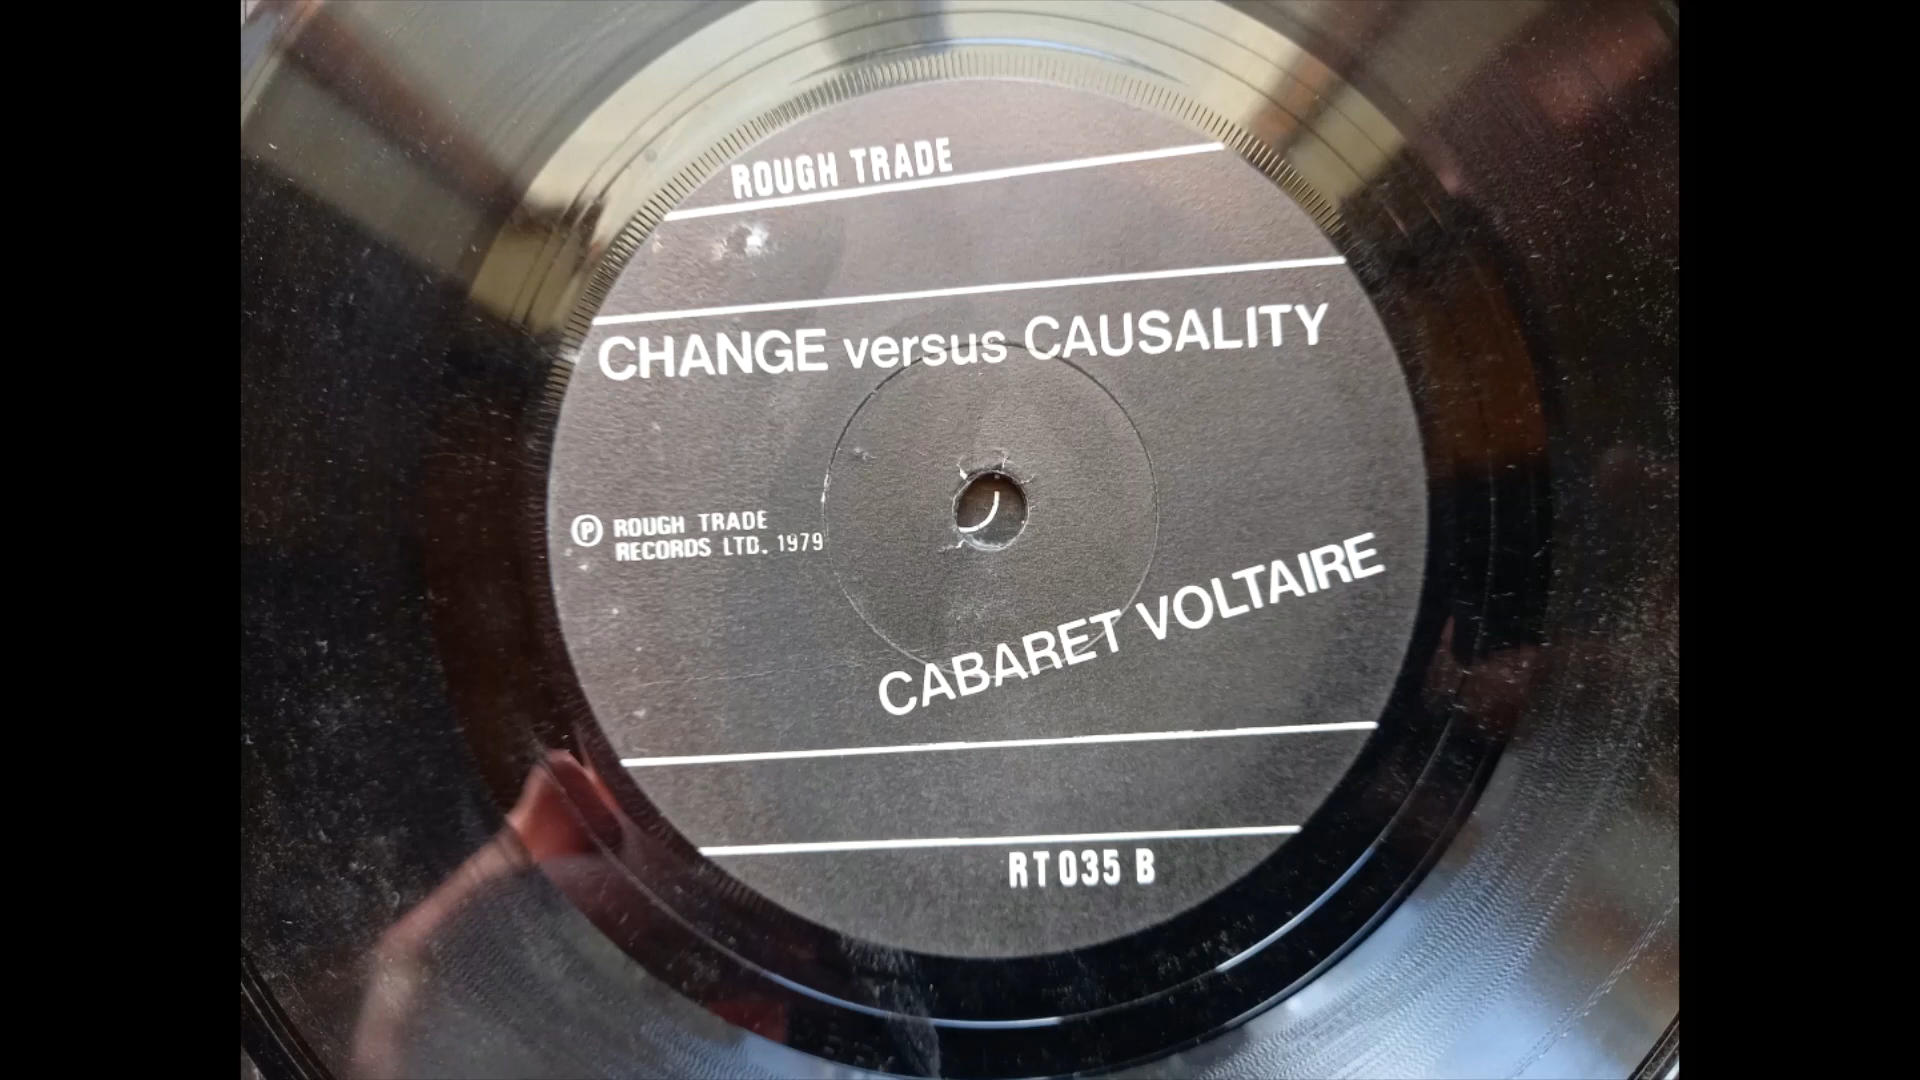 ROUGH TRADE
CHANGE versus CAUSALITY
Ⓟ ROUGH TRADE
RECORDS LTD. 1979
CABARET VOLTAIRE
RT 035 B